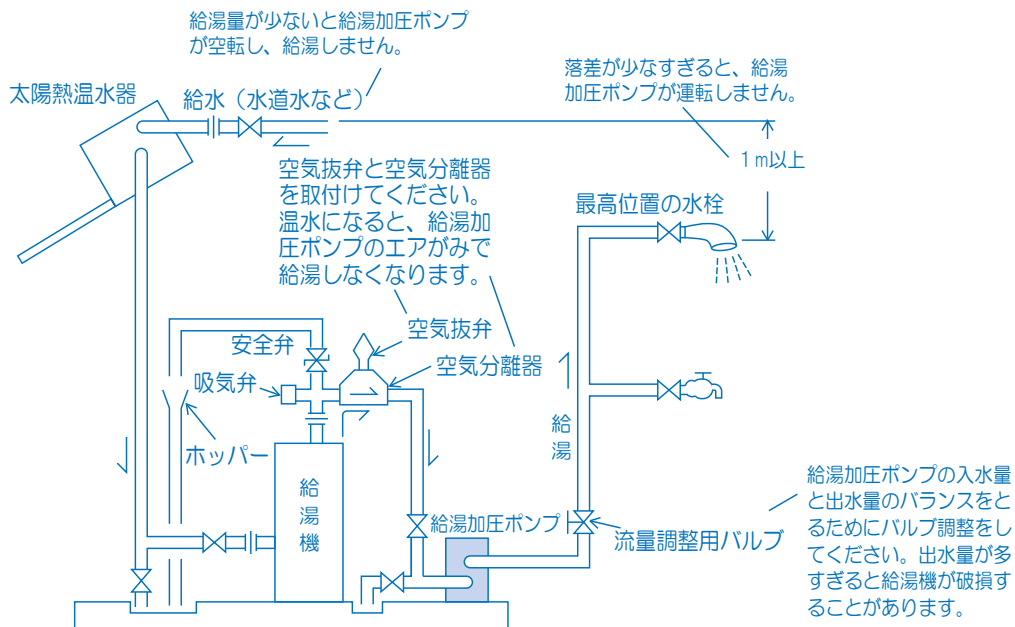 給湯量が少ないと給湯加圧ポンプ
が空転し、給湯しません。
落差が少なすぎると、給湯
加圧ポンプが運転しません。
太陽熱温水器
給水（水道水など）
1m以上
空気抜弁と空気分離器
を取付けてください。
温水になると、給湯加
圧ポンプのエアがみで
給湯しなくなります。
最高位置の水栓
空気抜弁
安全弁
空気分離器
吸気弁
ホッパー
給湯
給湯機
給湯加圧ポンプ
流量調整用バルブ
給湯加圧ポンプの入水量
と出水量のバランスをと
るためにバルブ調整をし
てください。出水量が多
すぎると給湯機が破損す
ることがあります。